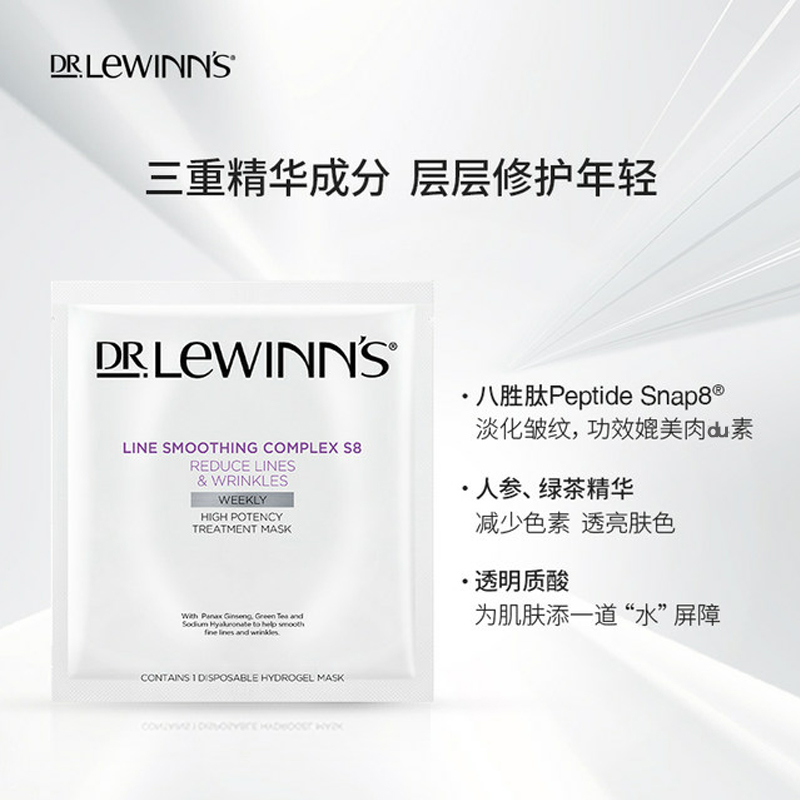 DR. LeWINN'S®
三重精华成分 层层修护年轻
DR. LeWINN'S®
LINE SMOOTHING COMPLEX S8
REDUCE LINES
& WRINKLES
WEEKLY
HIGH POTENCY
TREATMENT MASK
With Panax Ginseng, Green Tea and
Sodium Hyaluronate to help smooth
fine lines and wrinkles.
CONTAINS 1 DISPOSABLE HYDROGEL MASK
· 八胜肽Peptide Snap8®
淡化皱纹，功效媲美肉du素
· 人参、绿茶精华
减少色素 透亮肤色
· 透明质酸
为肌肤添一道“水”屏障